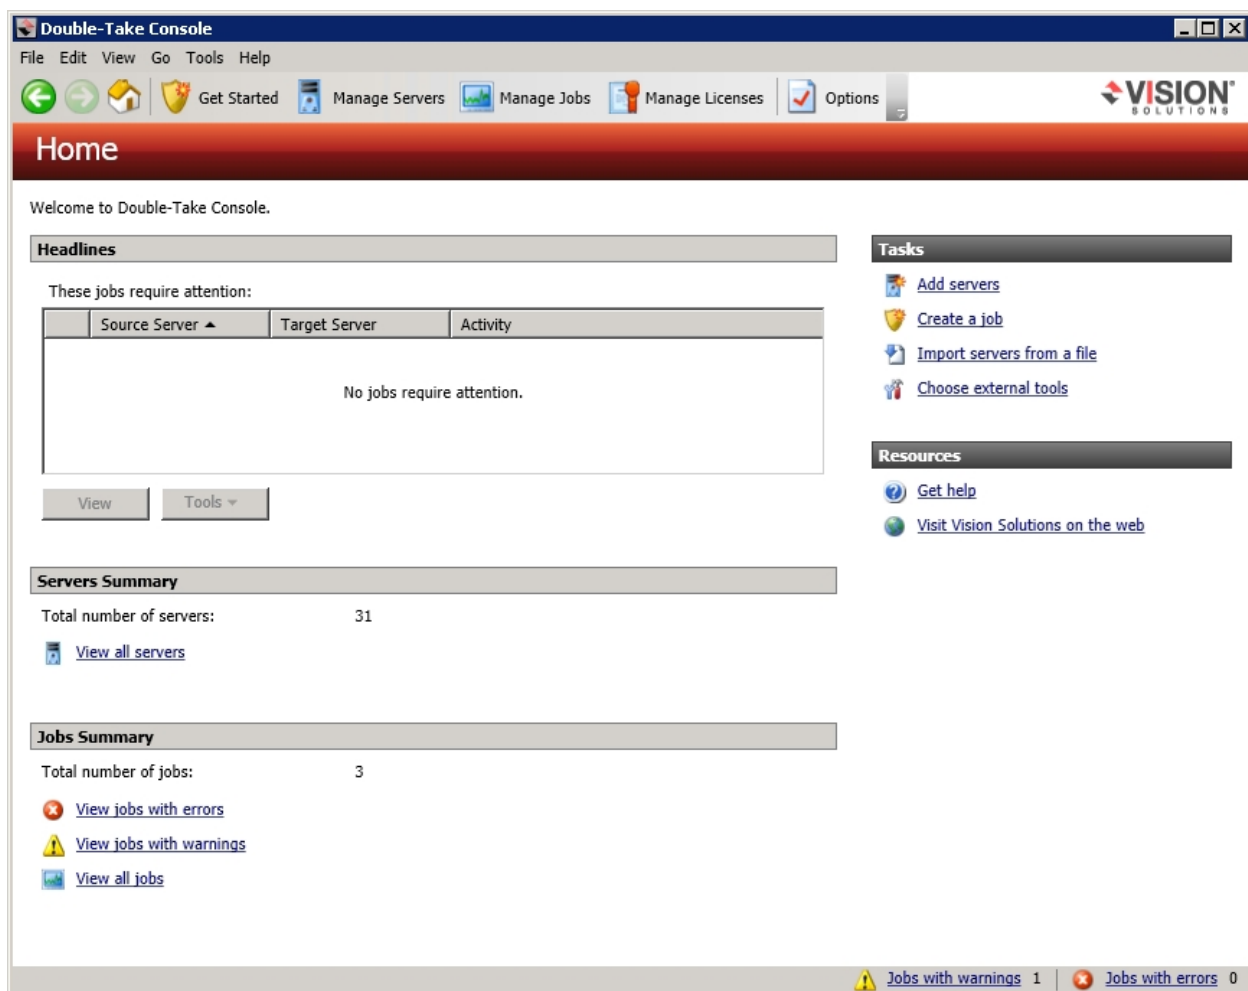 Double-Take Console
File Edit View Go Tools Help
Get Started Manage Servers Manage Jobs Manage Licenses Options
VISION
SOLUTIONS
Home
Welcome to Double-Take Console.
Headlines
These jobs require attention:
Source Server Target Server Activity
No jobs require attention.
View Tools
Servers Summary
Total number of servers: 31
View all servers
Jobs Summary
Total number of jobs: 3
View jobs with errors
View jobs with warnings
View all jobs
Tasks
Add servers
Create a job
Import servers from a file
Choose external tools
Resources
Get help
Visit Vision Solutions on the web
Jobs with warnings 1 Jobs with errors 0